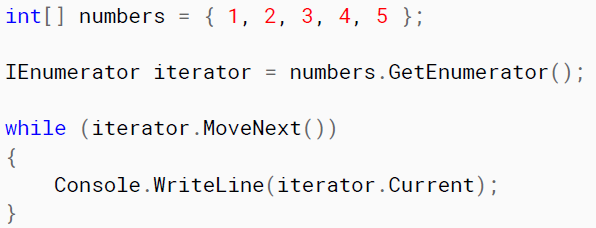 int[] numbers = { 1, 2, 3, 4, 5 };
IEnumerator iterator = numbers.GetEnumerator();
while (iterator.MoveNext())
{
    Console.WriteLine(iterator.Current);
}